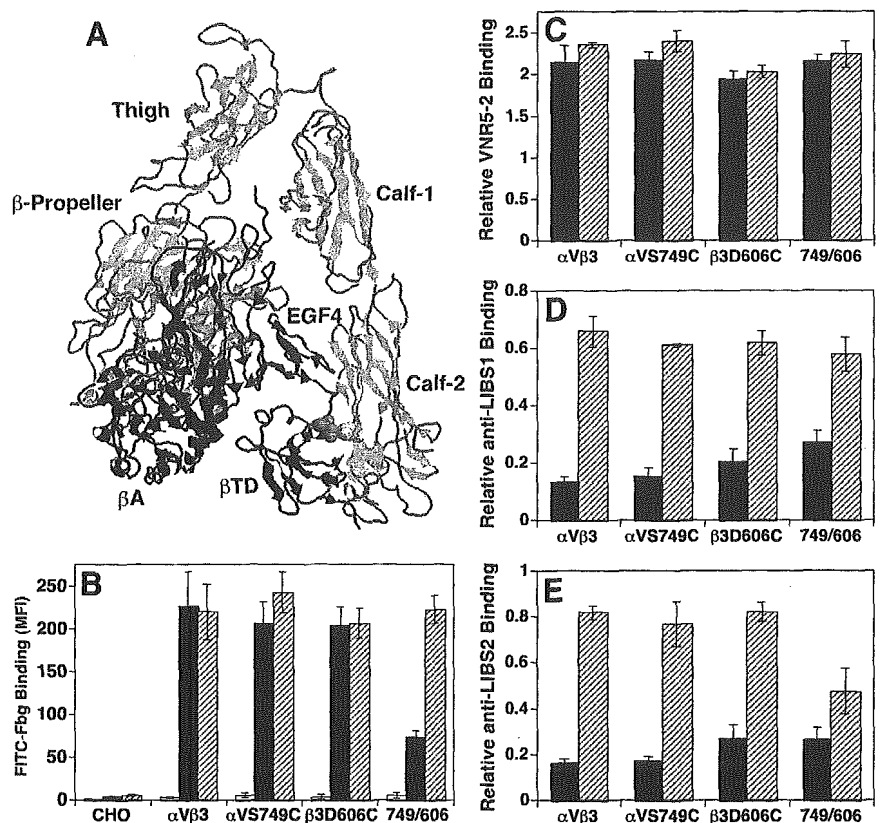 A
Thigh
β-Propeller
Calf-1
EGF4
Calf-2
βA
βTD
B
FITC-Fbg Binding (MFI)
250
200
150
100
50
0
CHO αVβ3 αVS749C β3D606C 749/606
C
Relative VNR5-2 Binding
2.5
2
1.5
1
0.5
0
αVβ3 αVS749C β3D606C 749/606
D
Relative anti-LIBS1 Binding
0.8
0.6
0.4
0.2
0
αVβ3 αVS749C β3D606C 749/606
E
Relative anti-LIBS2 Binding
1
0.8
0.6
0.4
0.2
0
αVβ3 αVS749C β3D606C 749/606